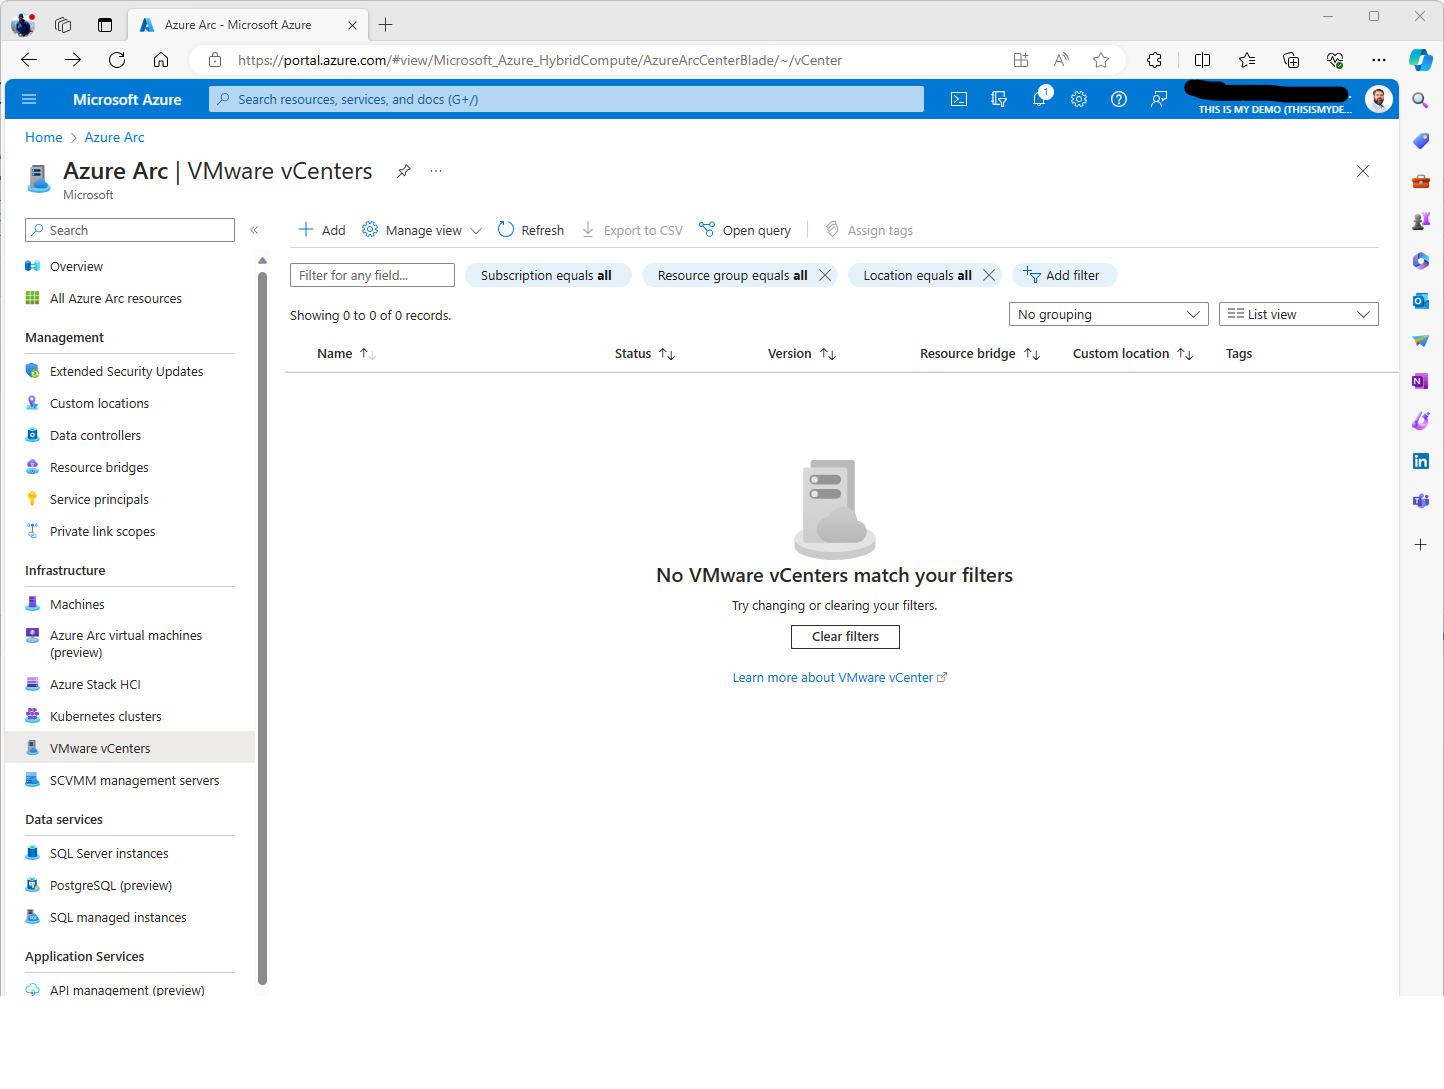 Azure Arc - Microsoft Azure
https://portal.azure.com/#view/Microsoft_Azure_HybridCompute/AzureArcCenterBlade/~/vCenter
Microsoft Azure
Search resources, services, and docs (G+/)
1
THIS IS MY DEMO (THISISMYDE...
Home > Azure Arc
Azure Arc | VMware vCenters
Microsoft
Search
Overview
All Azure Arc resources
Management
Extended Security Updates
Custom locations
Data controllers
Resource bridges
Service principals
Private link scopes
Infrastructure
Machines
Azure Arc virtual machines
(preview)
Azure Stack HCI
Kubernetes clusters
VMware vCenters
SCVMM management servers
Data services
SQL Server instances
PostgreSQL (preview)
SQL managed instances
Application Services
API management (preview)
Add Manage view Refresh Export to CSV Open query Assign tags
Filter for any field... Subscription equals all Resource group equals all Location equals all Add filter
Showing 0 to 0 of 0 records. No grouping List view
Name Status Version Resource bridge Custom location Tags
No VMware vCenters match your filters
Try changing or clearing your filters.
Clear filters
Learn more about VMware vCenter